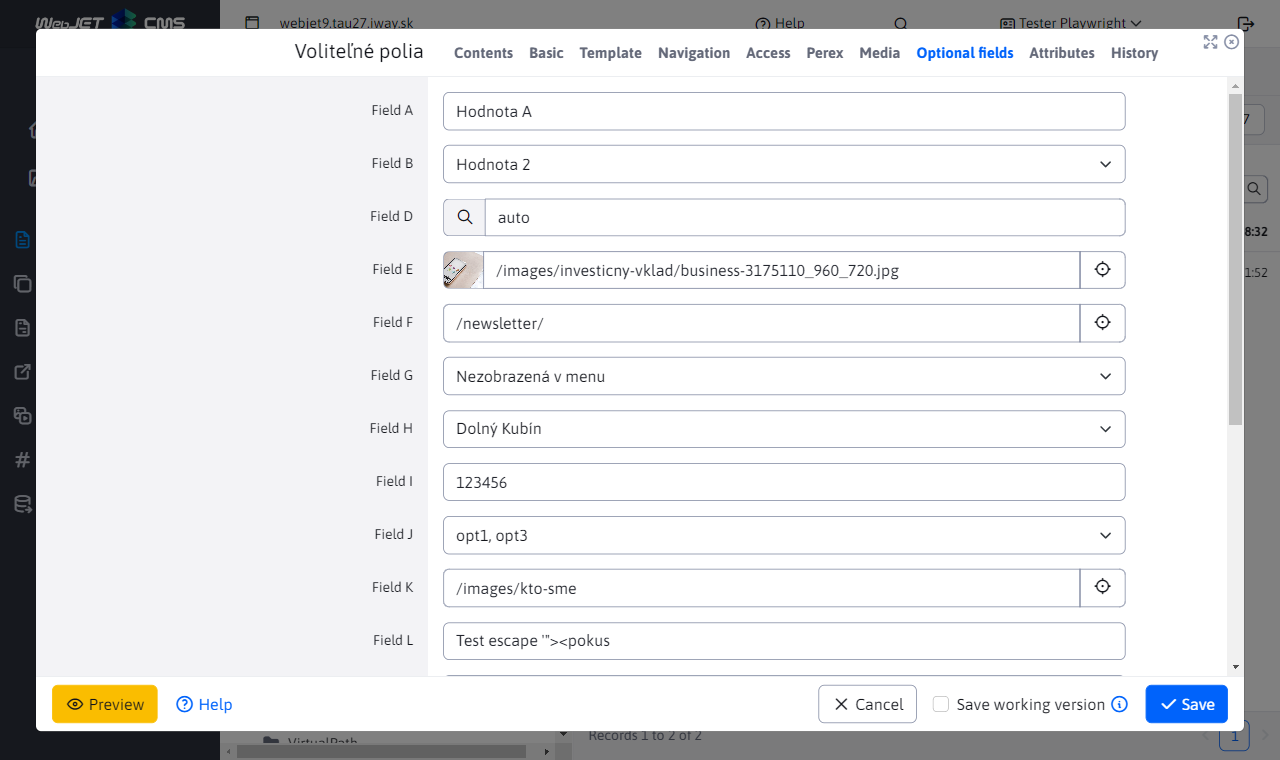 WebJET CMS
webjet9.tau27.iway.sk
Help
Tester Playwright
Voliteľné polia
Contents Basic Template Navigation Access Perex Media Optional fields Attributes History
Field A Hodnota A
Field B Hodnota 2
Field D auto
Field E /images/investicny-vklad/business-3175110_960_720.jpg
Field F /newsletter/
Field G Nezobrazená v menu
Field H Dolný Kubín
Field I 123456
Field J opt1, opt3
Field K /images/kto-sme
Field L Test escape '"><pokus
7
8:32
1:52
Preview Help Cancel Save working version Save
VirtualPath
Records 1 to 2 of 2
1